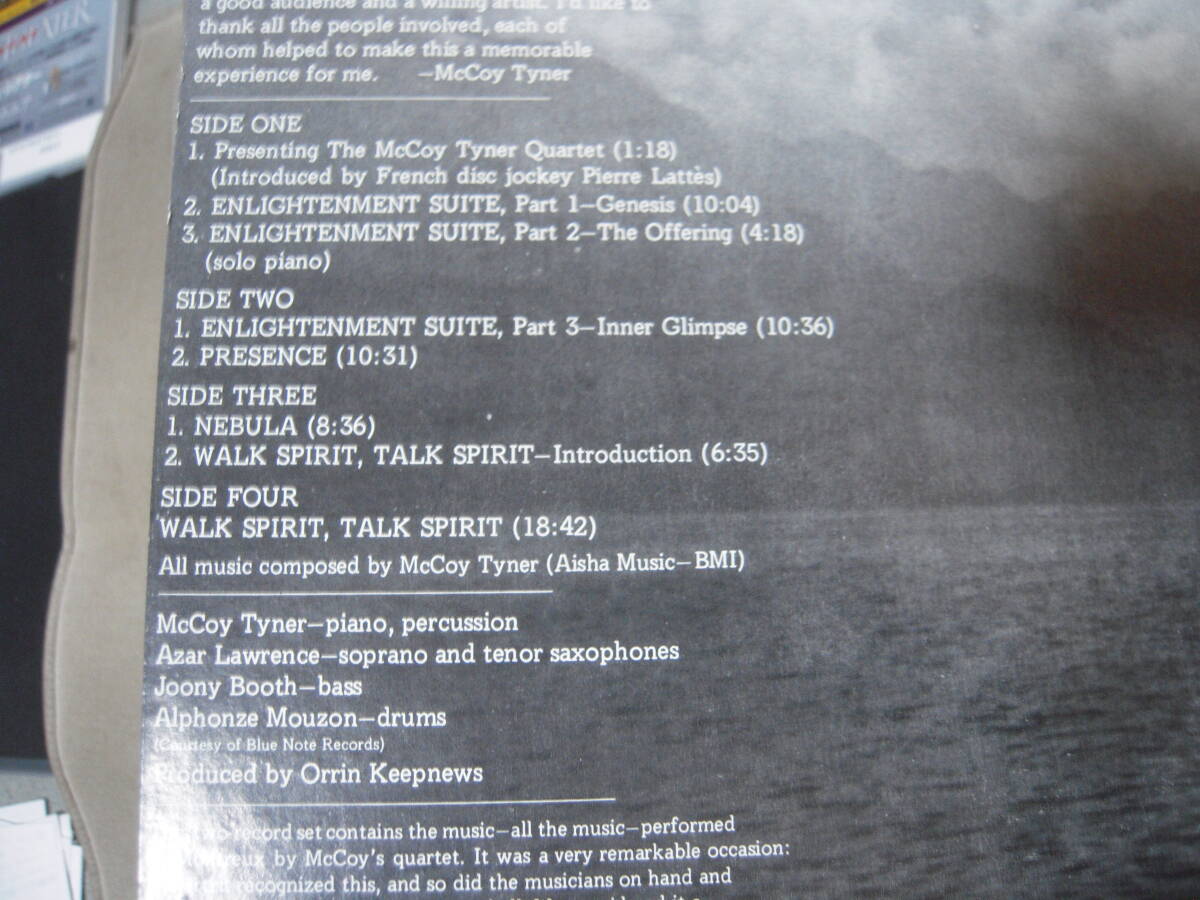 a good audience and a willing artist. I'd like to
thank all the people involved, each of
whom helped to make this a memorable
experience for me. —McCoy Tyner
SIDE ONE
1. Presenting The McCoy Tyner Quartet (1:18)
(Introduced by French disc jockey Pierre Lattès)
2. ENLIGHTENMENT SUITE, Part 1—Genesis (10:04)
3. ENLIGHTENMENT SUITE, Part 2—The Offering (4:18)
(solo piano)
SIDE TWO
1. ENLIGHTENMENT SUITE, Part 3—Inner Glimpse (10:36)
2. PRESENCE (10:31)
SIDE THREE
1. NEBULA (8:36)
2. WALK SPIRIT, TALK SPIRIT—Introduction (6:35)
SIDE FOUR
WALK SPIRIT, TALK SPIRIT (18:42)
All music composed by McCoy Tyner (Aisha Music—BMI)
McCoy Tyner—piano, percussion
Azar Lawrence—soprano and tenor saxophones
Joony Booth—bass
Alphonze Mouzon—drums
(Courtesy of Blue Note Records)
Produced by Orrin Keepnews
two-record set contains the music—all the music—performed
by McCoy's quartet. It was a very remarkable occasion:
recognized this, and so did the musicians on hand and